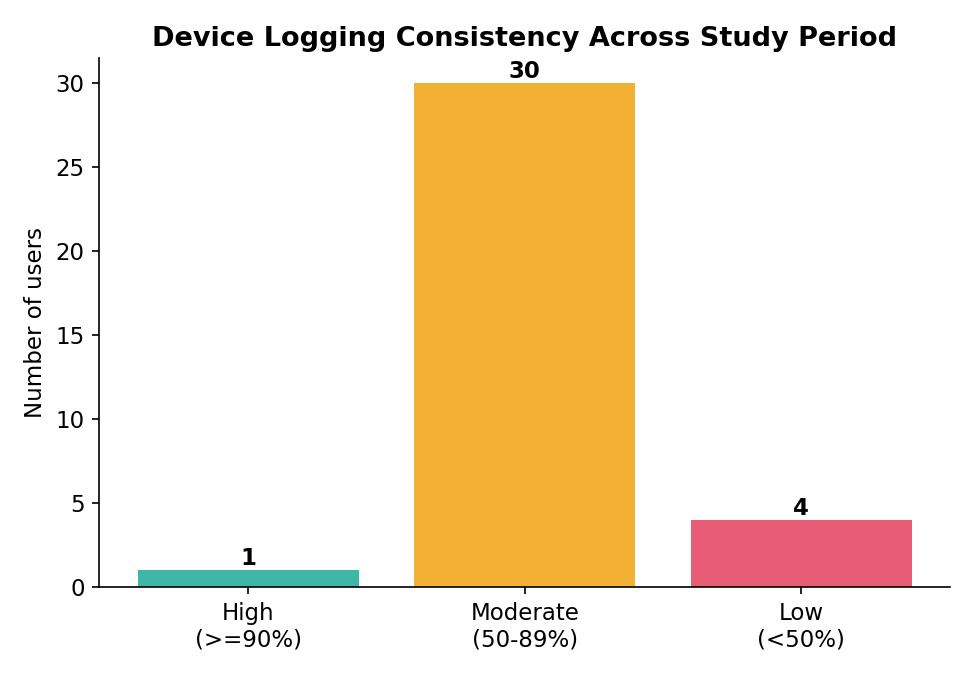 Device Logging Consistency Across Study Period
Number of users
30
25
20
15
10
5
0
1
30
4
High
(>=90%)
Moderate
(50-89%)
Low
(<50%)